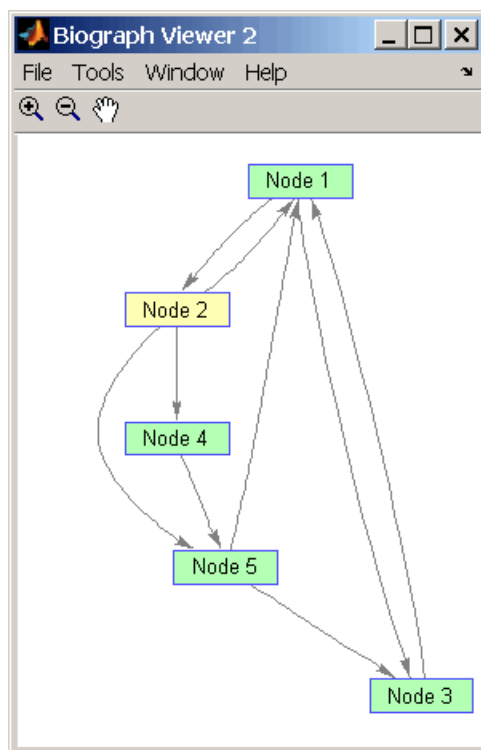 Biograph Viewer 2
File Tools Window Help
Node 1
Node 2
Node 4
Node 5
Node 3